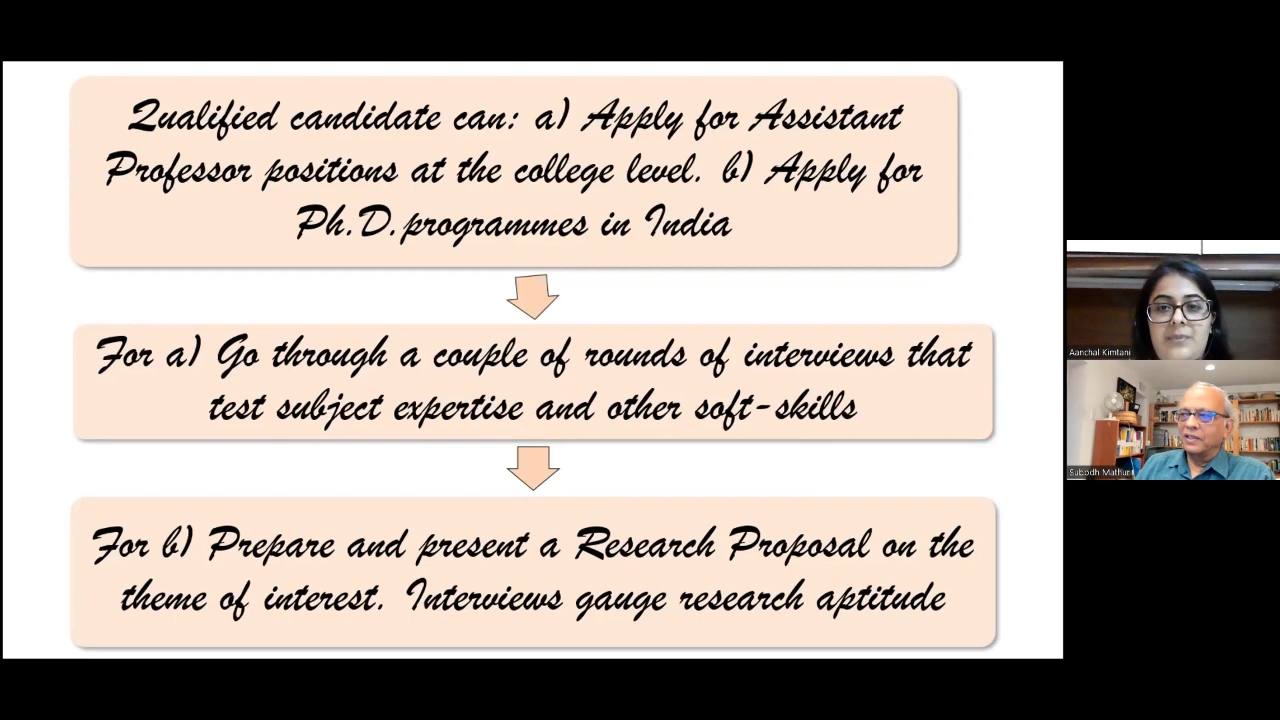 Qualified candidate can: a) Apply for Assistant
Professor positions at the college level. b) Apply for
Ph.D. programmes in India
For a) Go through a couple of rounds of interviews that
test subject expertise and other soft-skills
For b) Prepare and present a Research Proposal on the
theme of interest. Interviews gauge research aptitude
Aanchal Kimtani
Subodh Mathur